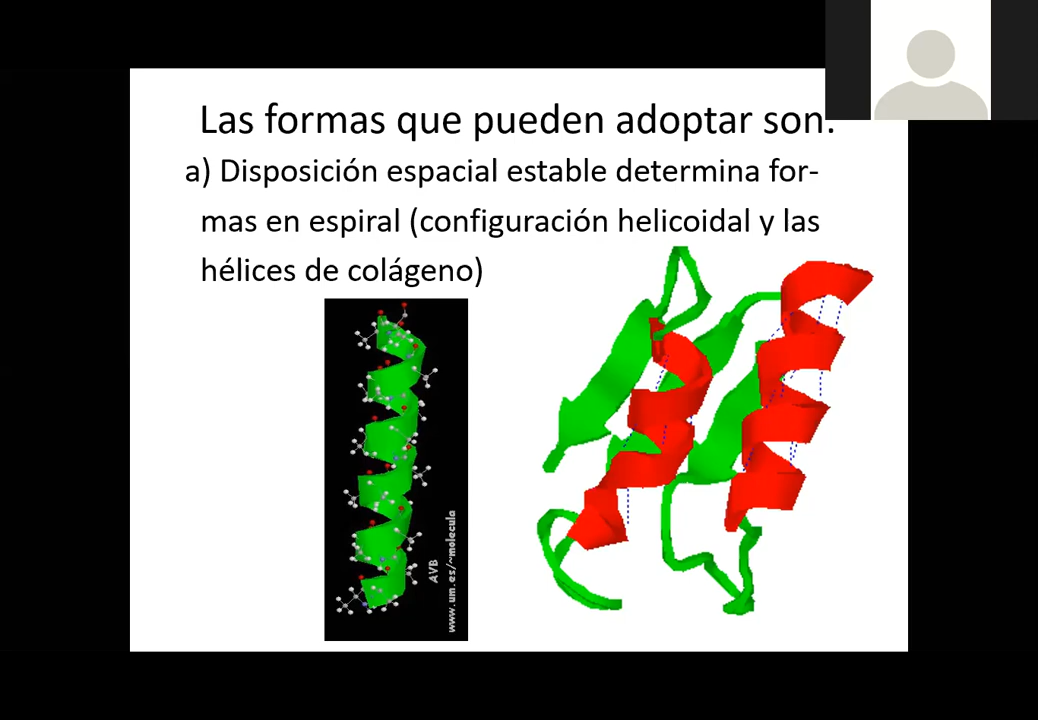 Las formas que pueden adoptar son:
a) Disposición espacial estable determina for-
mas en espiral (configuración helicoidal y las
hélices de colágeno)
AVB
www.um.es/~molecula